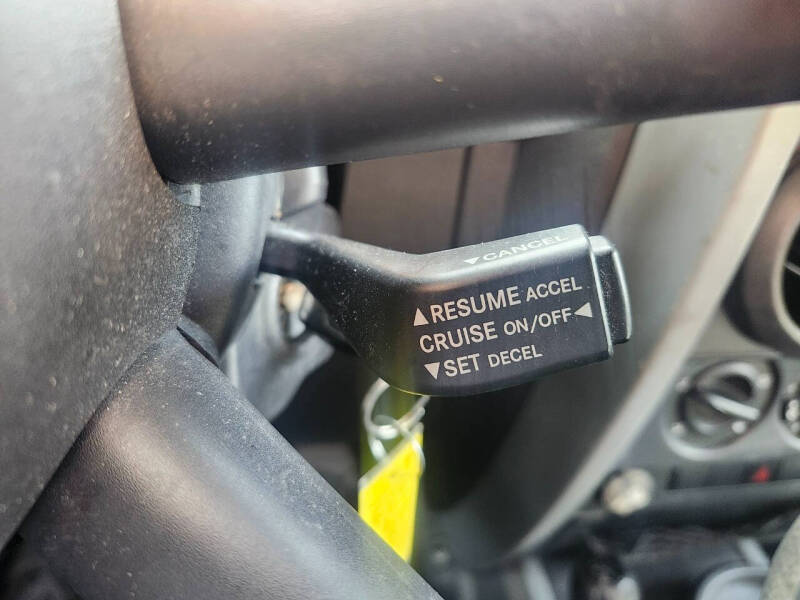 ▼CANCEL
▲RESUME ACCEL
CRUISE ON/OFF◄
▼SET DECEL